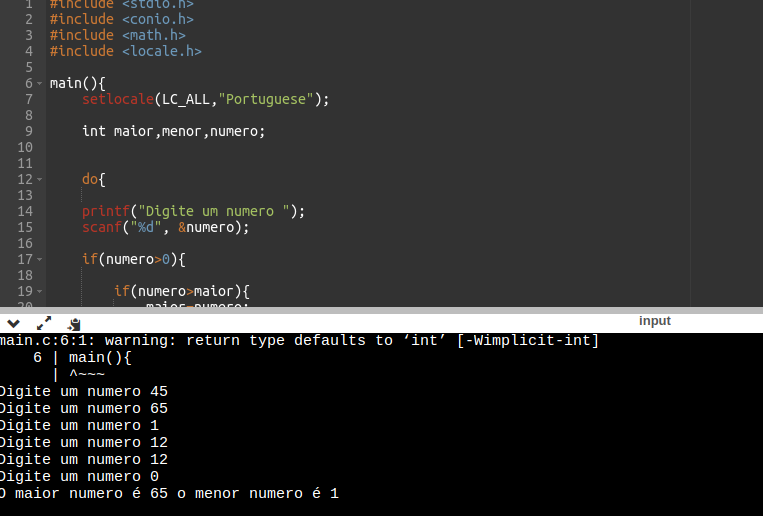 1 #include <stdio.h>
2 #include <conio.h>
3 #include <math.h>
4 #include <locale.h>
5
6 main(){
7 setlocale(LC_ALL,"Portuguese");
8
9 int maior,menor,numero;
10
11
12 do{
13
14 printf("Digite um numero ");
15 scanf("%d", &numero);
16
17 if(numero>0){
18
19 if(numero>maior){
20 maior=numero;
input
main.c:6:1: warning: return type defaults to ‘int’ [-Wimplicit-int]
6 | main(){
| ^~~~
Digite um numero 45
Digite um numero 65
Digite um numero 1
Digite um numero 12
Digite um numero 12
Digite um numero 0
O maior numero é 65 o menor numero é 1